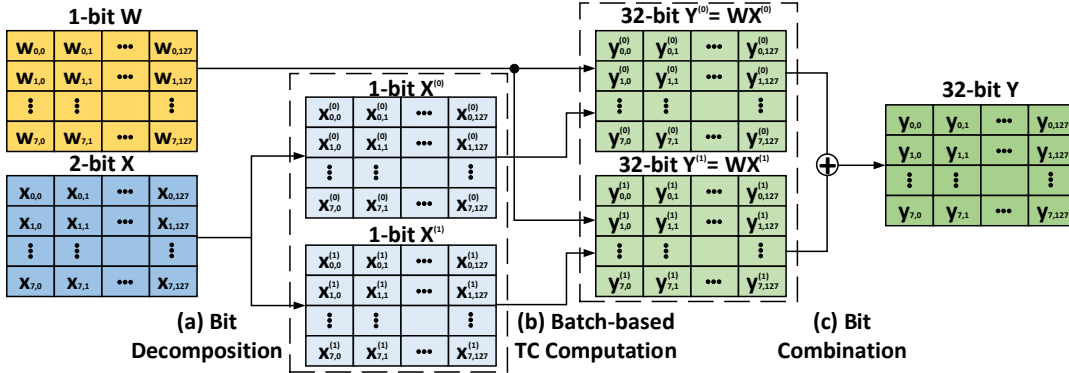 1-bit W
w0,0 w0,1 ••• w0,127
w1,0 w1,1 ••• w1,127
w7,0 w7,1 ••• w7,127
2-bit X
x0,0 x0,1 ••• x0,127
x1,0 x1,1 ••• x1,127
x7,0 x7,1 ••• x7,127
(a) Bit
Decomposition
1-bit X(0)
x(0)0,0 x(0)0,1 ••• x(0)0,127
x(0)1,0 x(0)1,1 ••• x(0)1,127
x(0)7,0 x(0)7,1 ••• x(0)7,127
1-bit X(1)
x(1)0,0 x(1)0,1 ••• x(1)0,127
x(1)1,0 x(1)1,1 ••• x(1)1,127
x(1)7,0 x(1)7,1 ••• x(1)7,127
(b) Batch-based
TC Computation
32-bit Y(0)= WX(0)
y(0)0,0 y(0)0,1 ••• y(0)0,127
y(0)1,0 y(0)1,1 ••• y(0)1,127
y(0)7,0 y(0)7,1 ••• y(0)7,127
32-bit Y(1)= WX(1)
y(1)0,0 y(1)0,1 ••• y(1)0,127
y(1)1,0 y(1)1,1 ••• y(1)1,127
y(1)7,0 y(1)7,1 ••• y(1)7,127
(c) Bit
Combination
+
32-bit Y
y0,0 y0,1 ••• y0,127
y1,0 y1,1 ••• y1,127
y7,0 y7,1 ••• y7,127